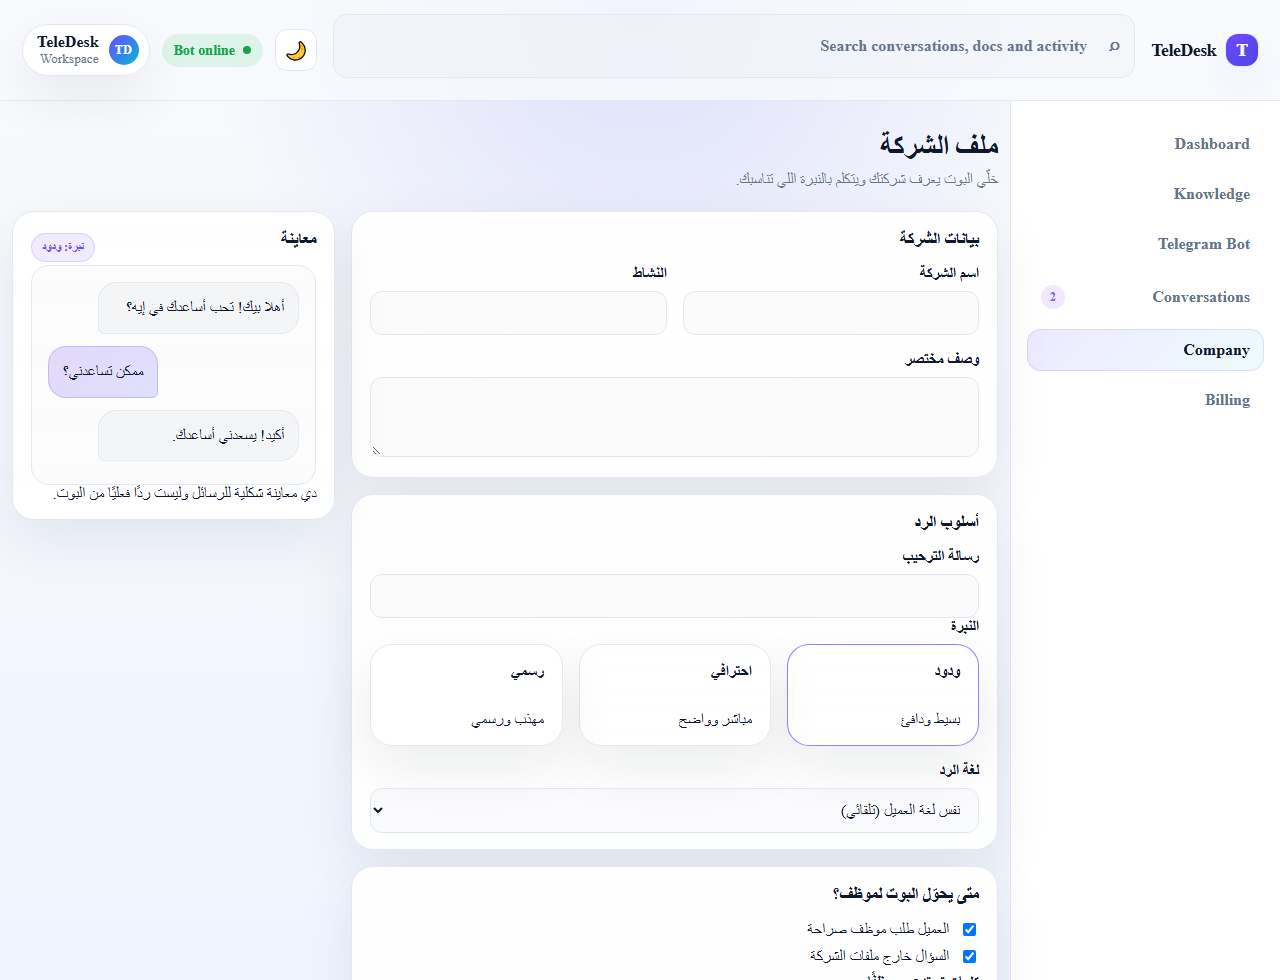 TeleDesk
T
Search conversations, docs and activity
Bot online
TeleDesk
Workspace
TD
Dashboard
Knowledge
Telegram Bot
Conversations
2
Company
Billing
ملف الشركة
خلّي البوت يعرف شركتك ويتكلم بالنبرة اللي تناسبك.
بيانات الشركة
اسم الشركة
النشاط
وصف مختصر
أسلوب الرد
رسالة الترحيب
النبرة
ودود
بسيط ودافئ
احترافي
مباشر وواضح
رسمي
مهذب ورسمي
لغة الرد
نفس لغة العميل (تلقائي)
متى يحوّل البوت لموظف؟
العميل طلب موظف صراحة
السؤال خارج ملفات الشركة
معاينة
نبرة: ودود
أهلا بيك! تحب أساعدك في إيه؟
ممكن تساعدني؟
أكيد! يسعدني أساعدك.
دي معاينة شكلية للرسائل وليست ردًا فعليًا من البوت.